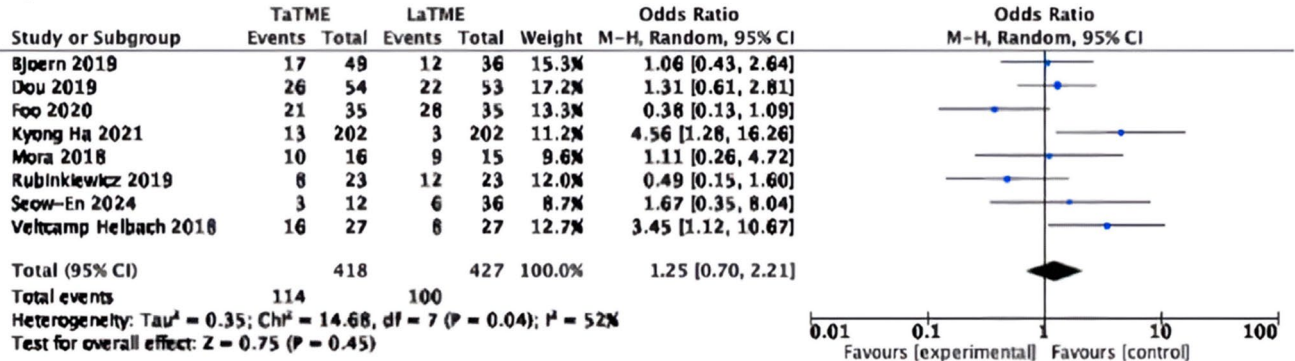 TaTME LaTME Odds Ratio Odds Ratio
Study or Subgroup Events Total Events Total Weight M-H, Random, 95% CI M-H, Random, 95% CI
Bjoern 2019 17 49 12 36 15.3% 1.06 [0.43, 2.64]
Dou 2019 26 54 22 53 17.2% 1.31 [0.61, 2.81]
Foo 2020 21 35 28 35 13.3% 0.38 [0.13, 1.09]
Kyong Ha 2021 13 202 3 202 11.2% 4.56 [1.28, 16.26]
Mora 2018 10 16 9 15 9.6% 1.11 [0.26, 4.72]
Rubinkiewicz 2019 8 23 12 23 12.0% 0.49 [0.15, 1.60]
Seow-En 2024 3 12 6 36 8.7% 1.67 [0.35, 8.04]
Veltcamp Helbach 2018 16 27 8 27 12.7% 3.45 [1.12, 10.67]
Total (95% CI) 418 427 100.0% 1.25 [0.70, 2.21]
Total events 114 100
Heterogeneity: Tau² = 0.35; Chi² = 14.68, df = 7 (P = 0.04); I² = 52%
Test for overall effect: Z = 0.75 (P = 0.45)
0.01 0.1 1 10 100
Favours [experimental] Favours [control]